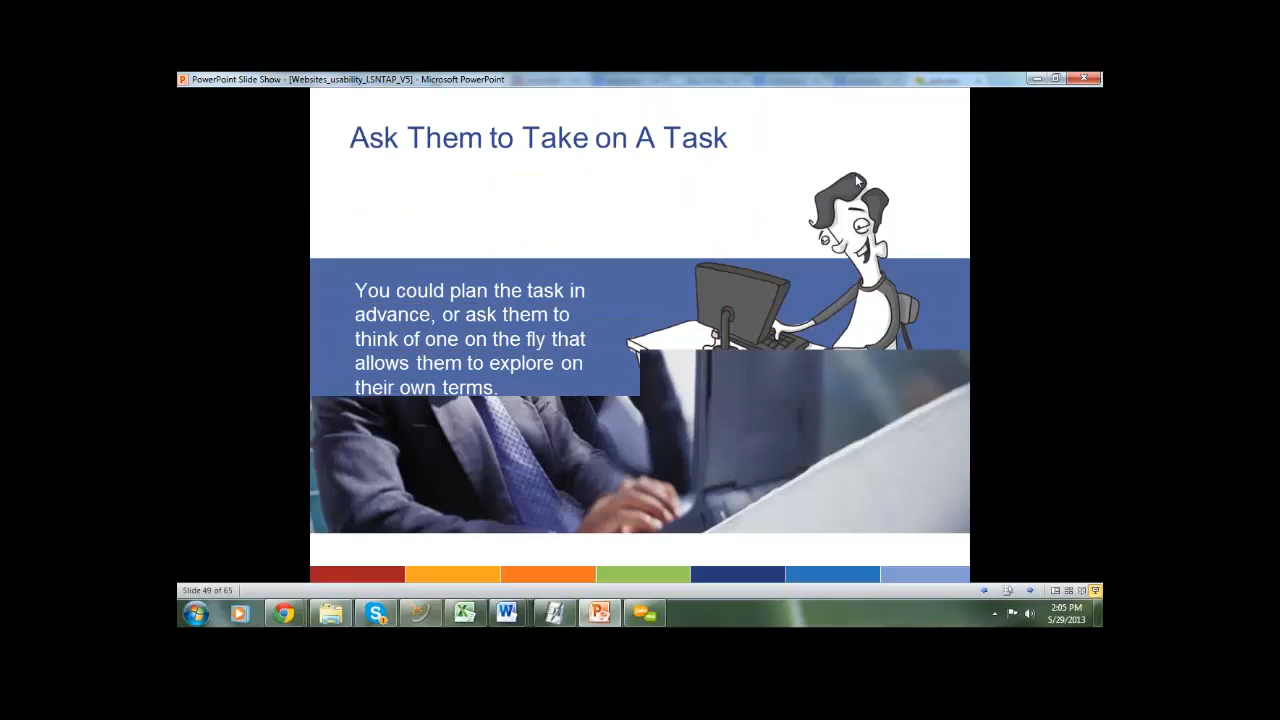 PowerPoint Slide Show - [Websites_usability_LSNTAP_V5] - Microsoft PowerPoint
Ask Them to Take on A Task
You could plan the task in
advance, or ask them to
think of one on the fly that
allows them to explore on
their own terms.
Slide 49 of 65
2:05 PM
5/29/2013